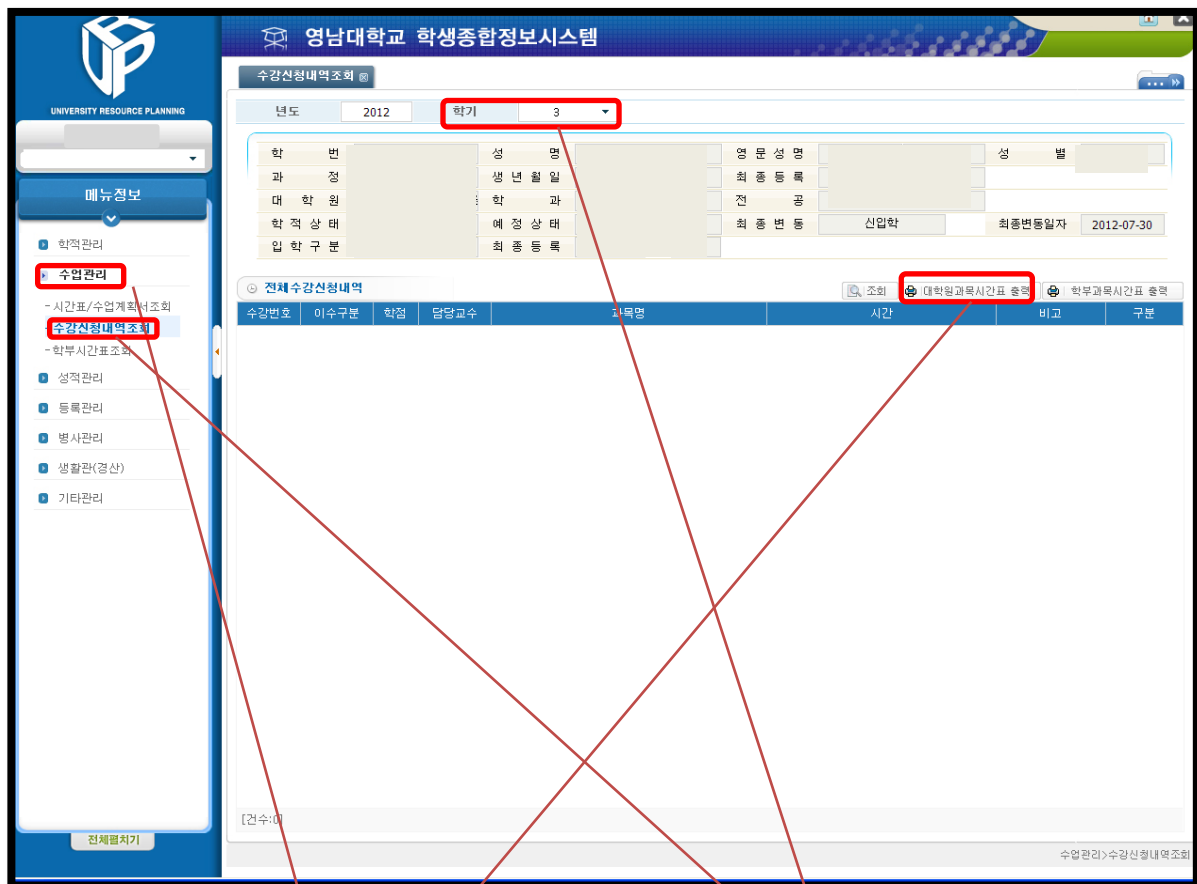 영남대학교 학생종합정보시스템
UNIVERSITY RESOURCE PLANNING
메뉴정보
학적관리
수업관리
- 시간표/수업계획서조회
- 수강신청내역조회
- 학부시간표조회
성적관리
등록관리
병사관리
생활관(경산)
기타관리
전체펼치기
수강신청내역조회
년도 2012 학기 3
학 번 성 명 영 문 성 명 성 별
과 정 생 년 월 일 최 종 등 록
대 학 원 학 과 전 공
학 적 상 태 예 정 상 태 최 종 변 동 신입학 최종변동일자 2012-07-30
입 학 구 분 최 종 등 록
전체수강신청내역 조회 대학원과목시간표 출력 학부과목시간표 출력
수강번호 이수구분 학점 담당교수 과목명 시간 비고 구분
[건수:0]
수업관리>수강신청내역조회